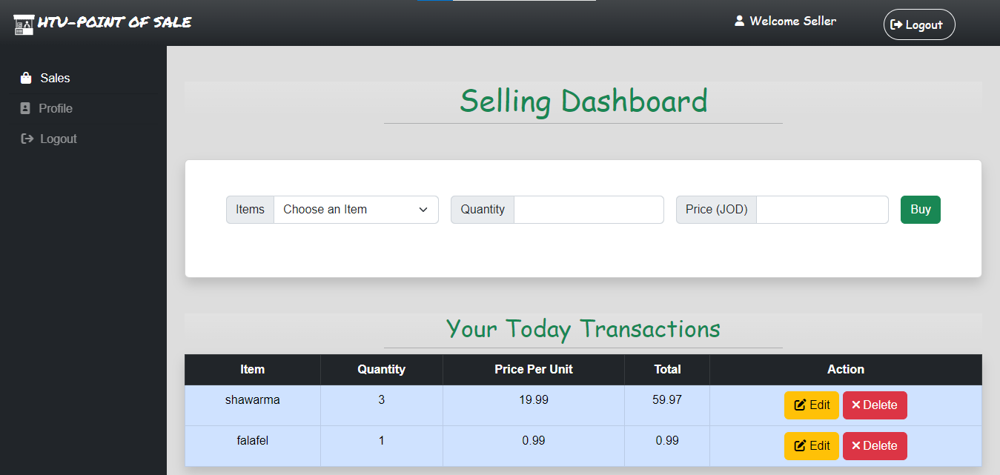 HTU-POINT OF SALE
Welcome Seller
Logout
Sales
Profile
Logout
Selling Dashboard
Items Choose an Item Quantity Price (JOD) Buy
Your Today Transactions
Item Quantity Price Per Unit Total Action
shawarma 3 19.99 59.97 Edit Delete
falafel 1 0.99 0.99 Edit Delete